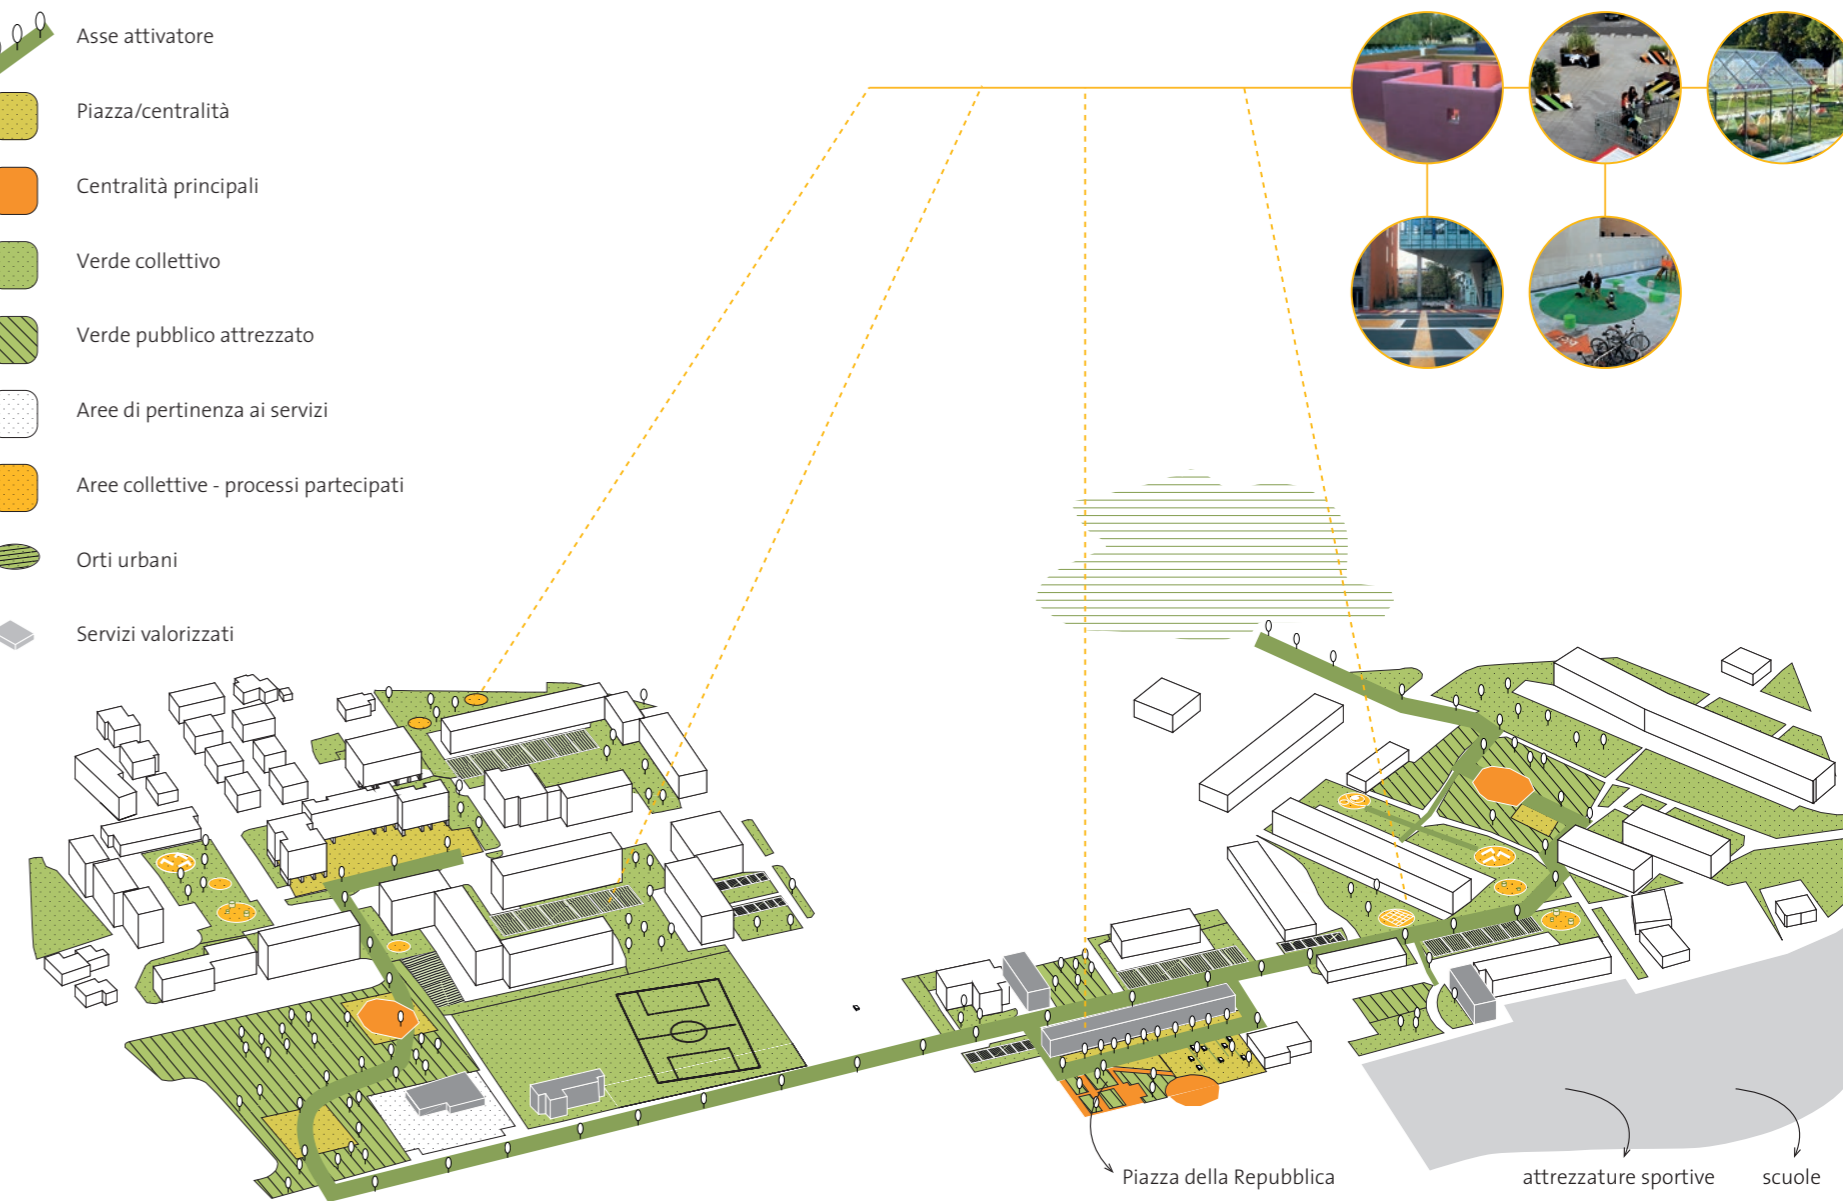 Asse attivatore
Piazza/centralità
Centralità principali
Verde collettivo
Verde pubblico attrezzato
Aree di pertinenza ai servizi
Aree collettive - processi partecipati
Orti urbani
Servizi valorizzati
Piazza della Repubblica
attrezzature sportive
scuole